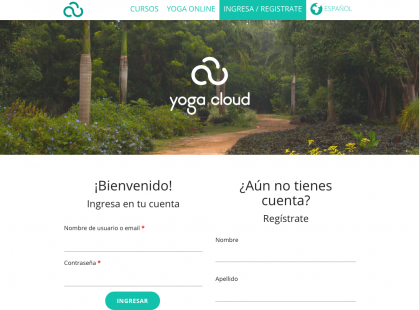 CURSOS YOGA ONLINE INGRESA / REGISTRATE ESPAÑOL
yoga.cloud
¡Bienvenido!
Ingresa en tu cuenta
Nombre de usuario o email *
Contraseña *
INGRESAR
¿Aún no tienes
cuenta?
Regístrate
Nombre
Apellido